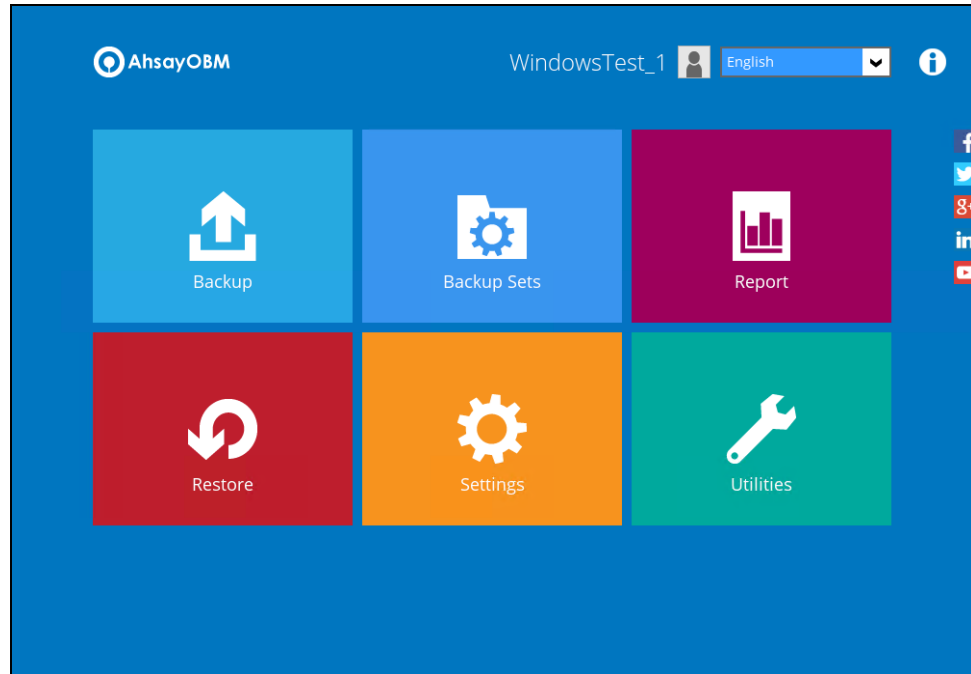 AhsayOBM
WindowsTest_1
English
Backup
Backup Sets
Report
Restore
Settings
Utilities